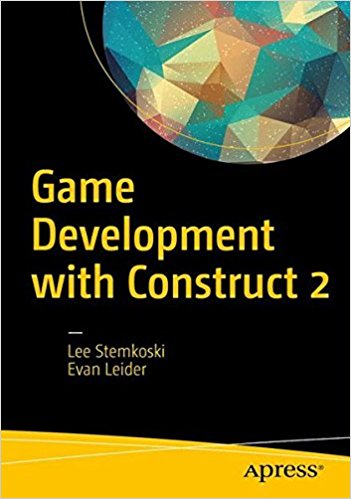 Game
Development
with Construct 2
—
Lee Stemkoski
Evan Leider
Apress®